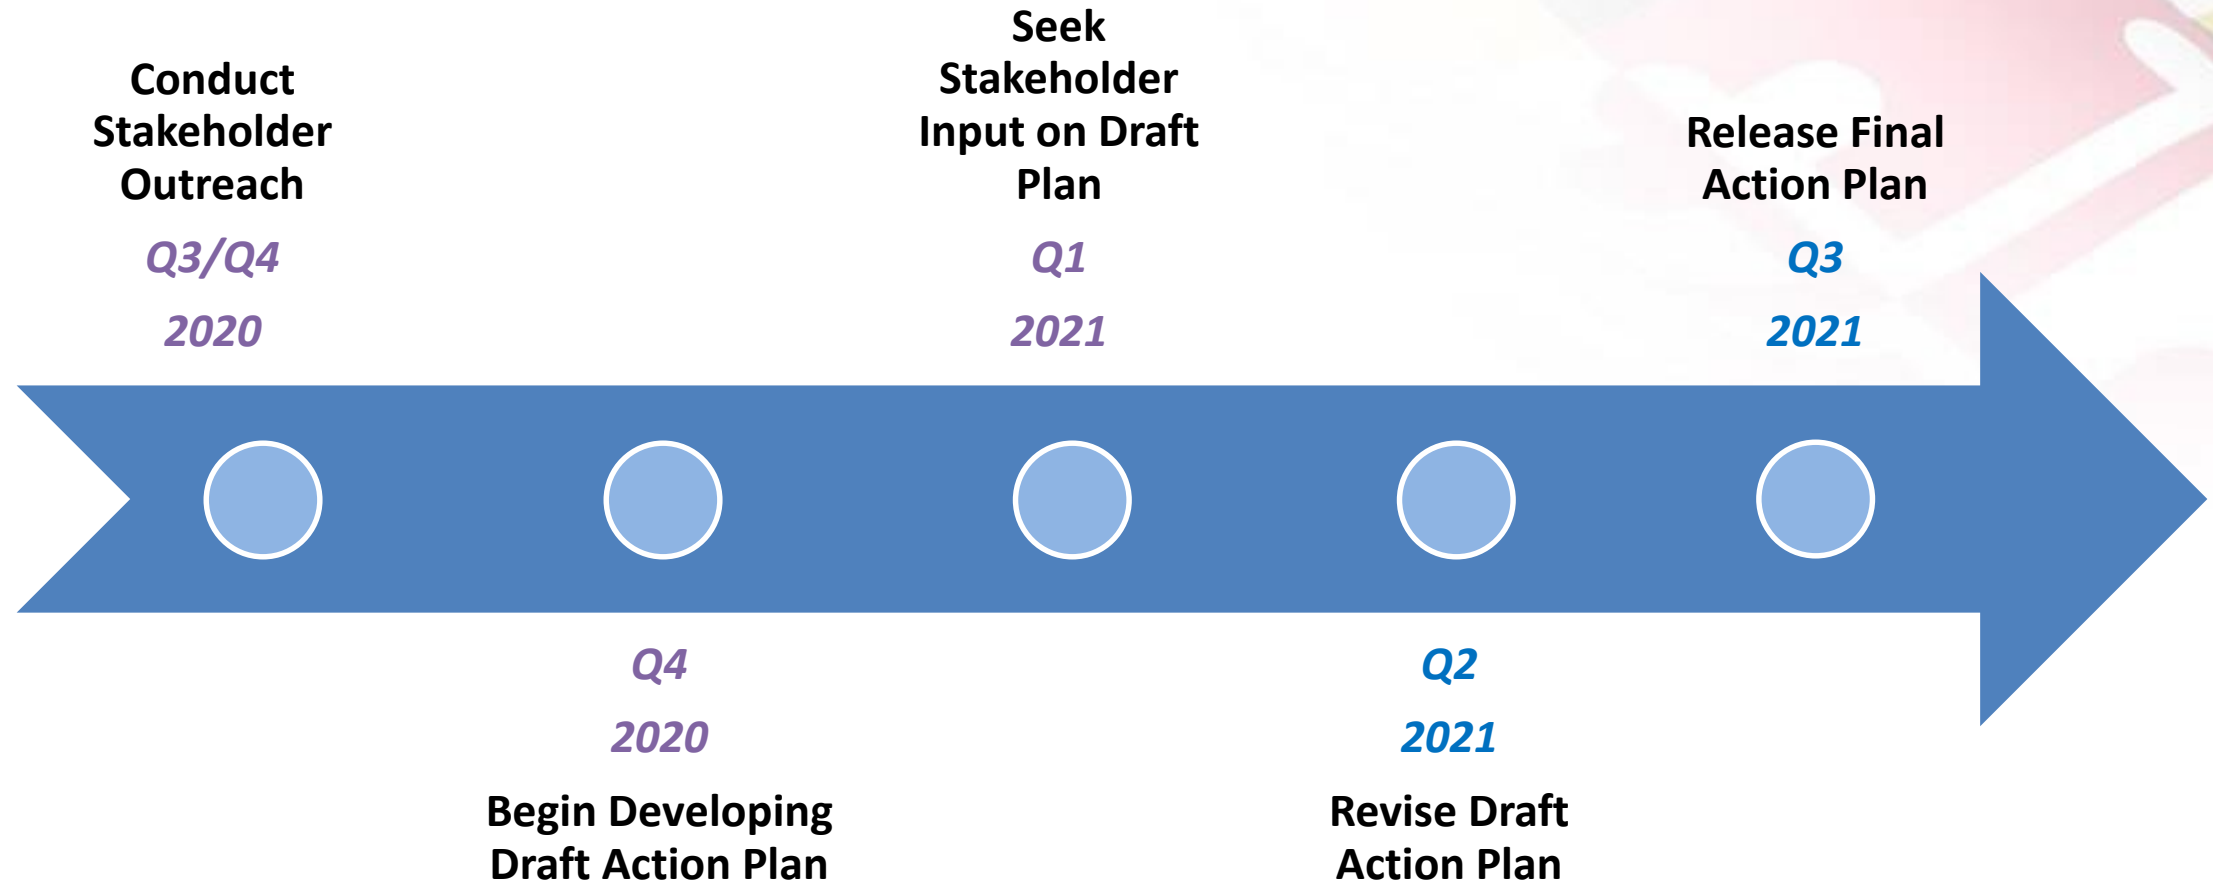 Conduct
Stakeholder
Outreach
Q3/Q4
2020
Q4
2020
Begin Developing
Draft Action Plan
Seek
Stakeholder
Input on Draft
Plan
Q1
2021
Q2
2021
Revise Draft
Action Plan
Release Final
Action Plan
Q3
2021